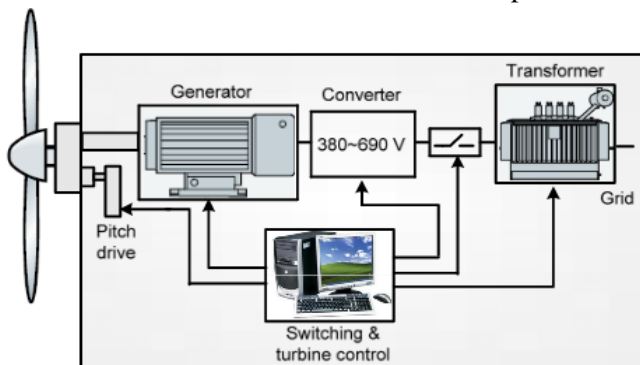 Transformer
Generator
Converter
380~690 V
Grid
Pitch
drive
Switching &
turbine control